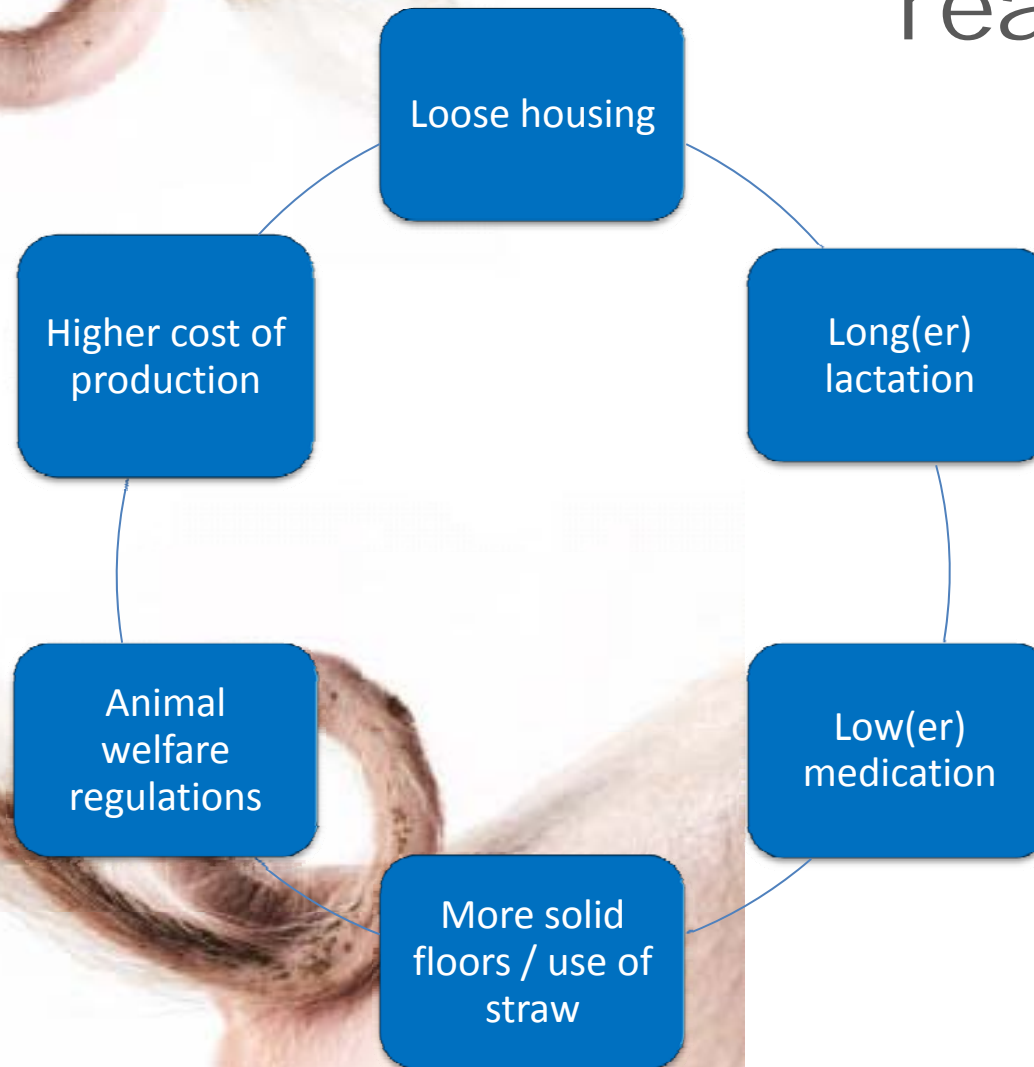 Loose housing
Long(er)
lactation
Low(er)
medication
More solid
floors / use of
straw
Animal
welfare
regulations
Higher cost of
production